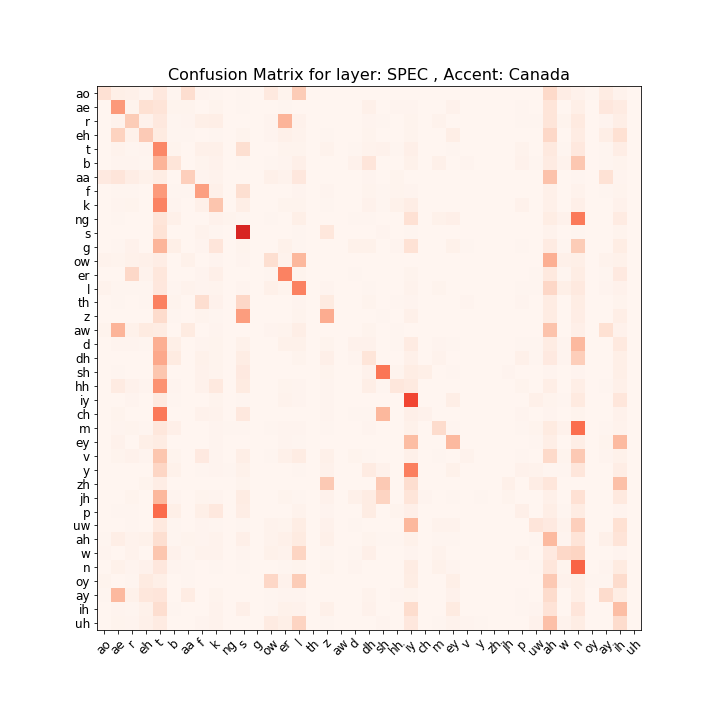 Confusion Matrix for layer: SPEC , Accent: Canada
ao
ae
r
eh
t
b
aa
f
k
ng
s
g
ow
er
l
th
z
aw
d
dh
sh
hh
iy
ch
m
ey
v
y
zh
jh
p
uw
ah
w
n
oy
ay
ih
uh
ao ae r eh t b aa f k ng s g ow er l th z aw d dh sh hh iy ch m ey v y zh jh p uw ah w n oy ay ih uh